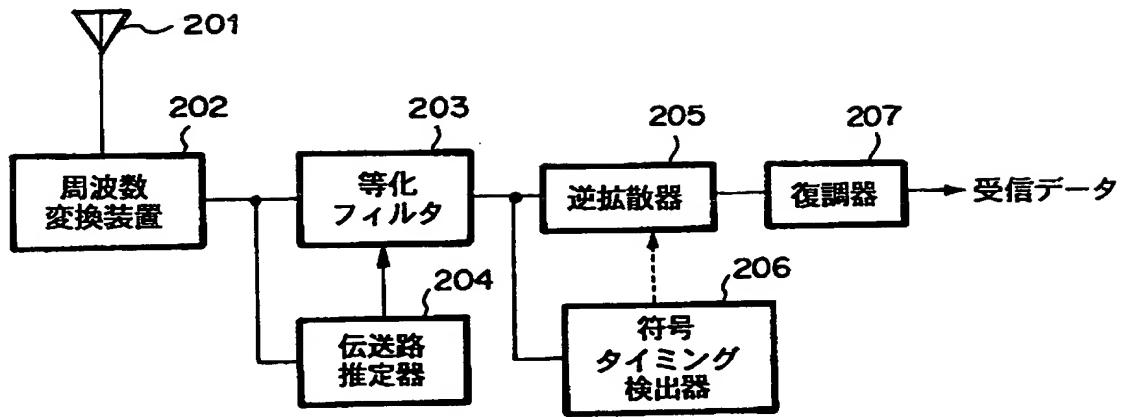 201
202
周波数
変換装置
203
等化
フィルタ
204
伝送路
推定器
205
逆拡散器
206
符号
タイミング
検出器
207
復調器
受信データ